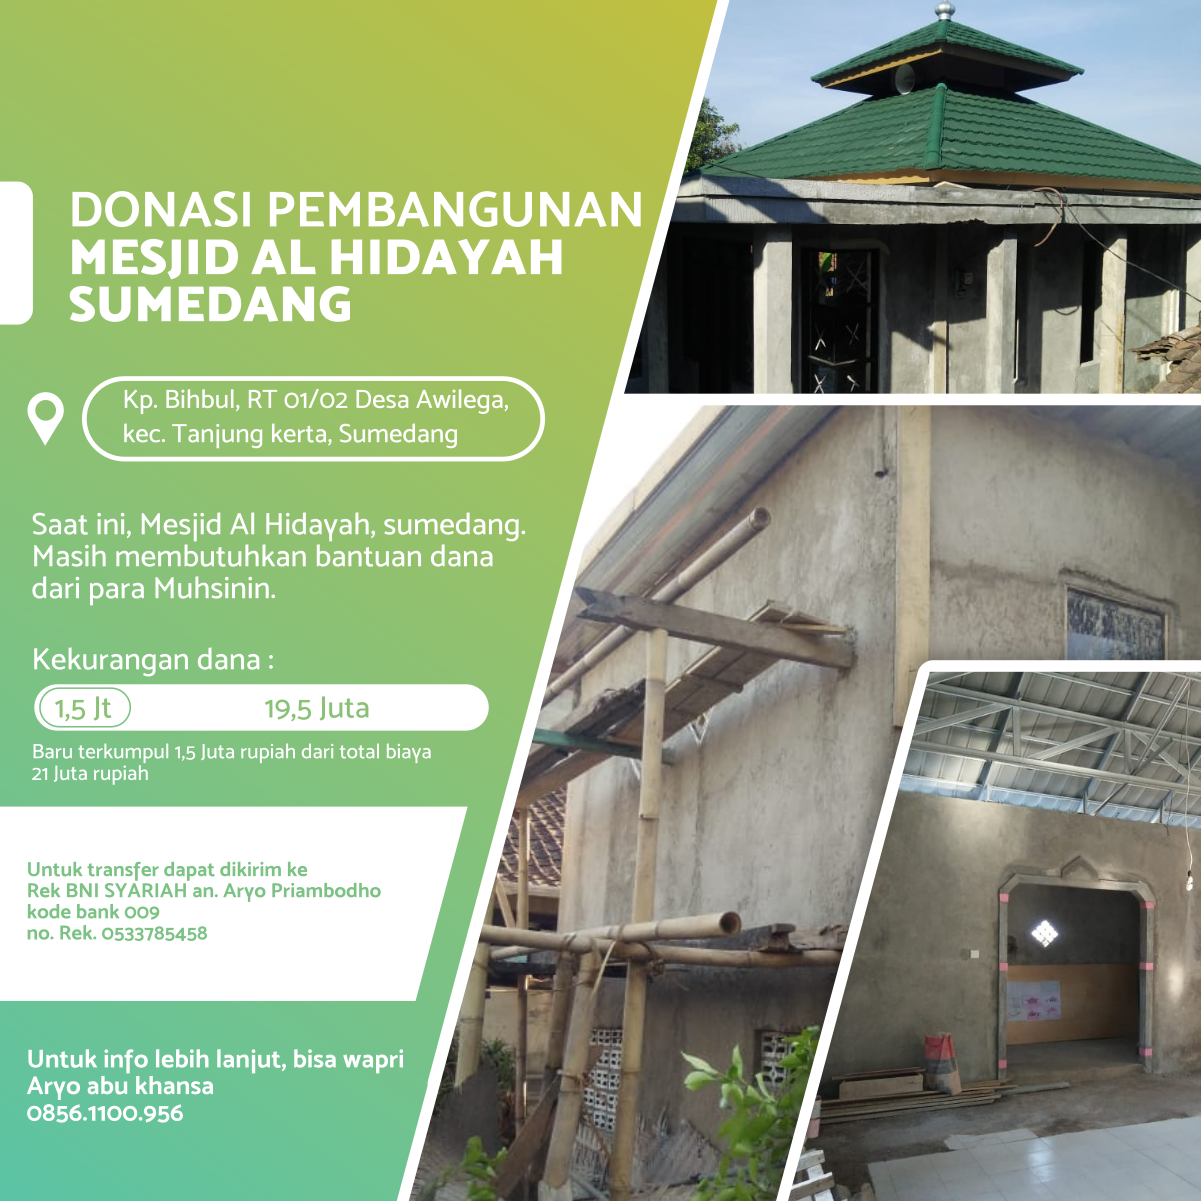 DONASI PEMBANGUNAN
MESJID AL HIDAYAH
SUMEDANG
Kp. Bihbul, RT 01/02 Desa Awilega,
kec. Tanjung kerta, Sumedang
Saat ini, Mesjid Al Hidayah, sumedang.
Masih membutuhkan bantuan dana
dari para Muhsinin.
Kekurangan dana :
1,5 Jt 19,5 Juta
Baru terkumpul 1,5 Juta rupiah dari total biaya
21 Juta rupiah
Untuk transfer dapat dikirim ke
Rek BNI SYARIAH an. Aryo Priambodho
kode bank 009
no. Rek. 0533785458
Untuk info lebih lanjut, bisa wapri
Aryo abu khansa
0856.1100.956